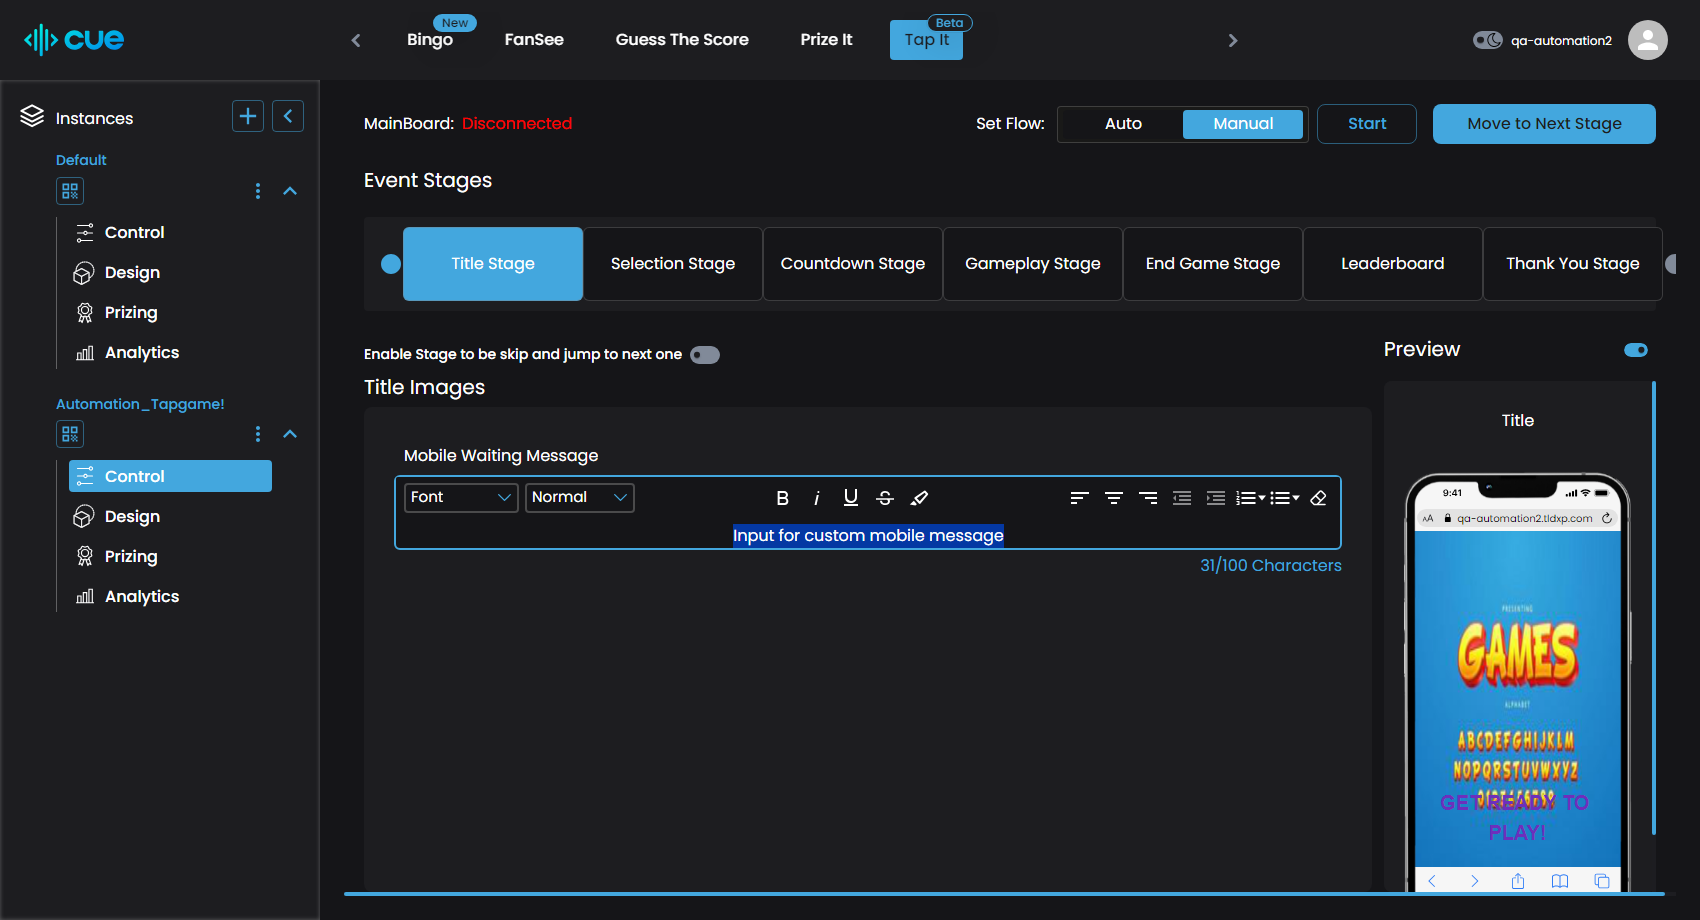 cue
New
Bingo
FanSee
Guess The Score
Prize It
Beta
Tap It
qa-automation2
Instances
Default
Control
Design
Prizing
Analytics
Automation_Tapgame!
Control
Design
Prizing
Analytics
MainBoard: Disconnected
Set Flow:
Auto
Manual
Start
Move to Next Stage
Event Stages
Title Stage
Selection Stage
Countdown Stage
Gameplay Stage
End Game Stage
Leaderboard
Thank You Stage
Enable Stage to be skip and jump to next one
Title Images
Mobile Waiting Message
Font
Normal
B
i
U
S
Input for custom mobile message
31/100 Characters
Preview
Title
9:41
AA
qa-automation2.tldxp.com
PRESENTING
GAMES
ALPHABET
ABCDEFGHIJKLM
NOPQRSTUVWXYZ
GET READY TO
PLAY!